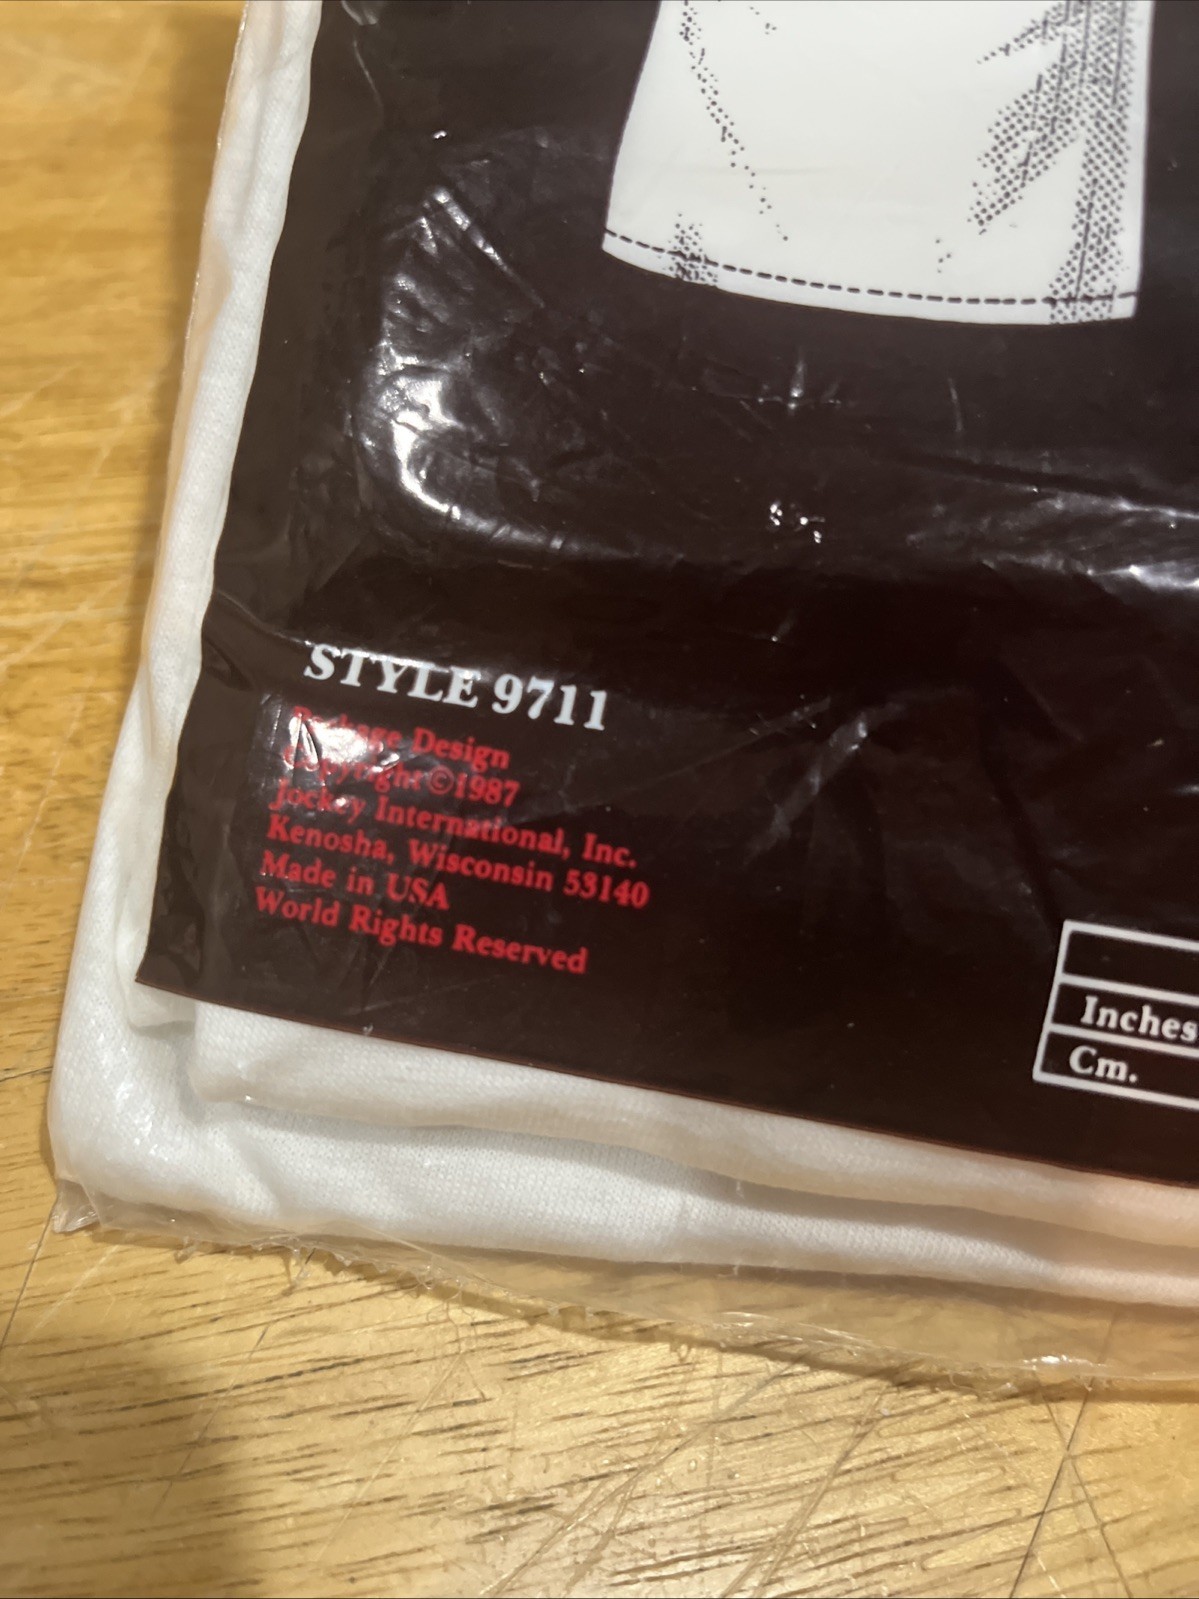 STYLE 9711
Package Design
Copyright ©1987
Jockey International, Inc.
Kenosha, Wisconsin 53140
Made in USA
World Rights Reserved
Inches
Cm.